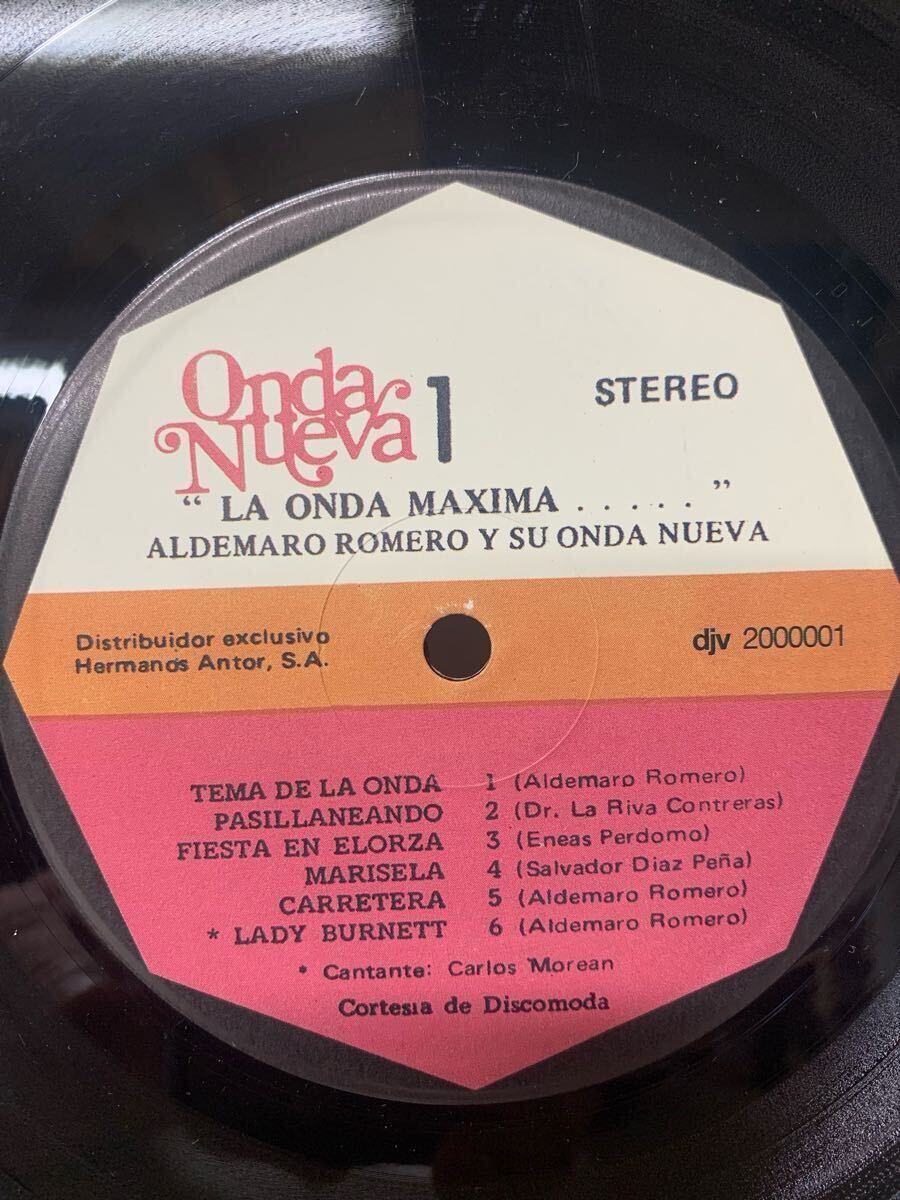 Onda
Nueva 1
STEREO
“ LA ONDA MAXIMA . . . . . ”
ALDEMARO ROMERO Y SU ONDA NUEVA
Distribuidor exclusivo
Hermanos Antor, S.A.
djv 2000001
TEMA DE LA ONDA 1 (Aldemaro Romero)
PASILLANEANDO 2 (Dr. La Riva Contreras)
FIESTA EN ELORZA 3 (Eneas Perdomo)
MARISELA 4 (Salvador Diaz Peña)
CARRETERA 5 (Aldemaro Romero)
* LADY BURNETT 6 (Aldemaro Romero)
* Cantante: Carlos Morean
Cortesia de Discomoda